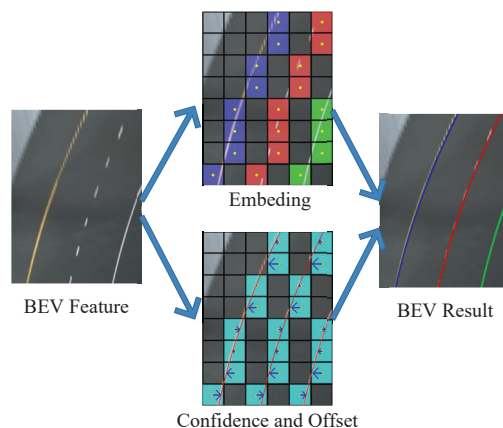 Embeding
BEV Feature
BEV Result
Confidence and Offset